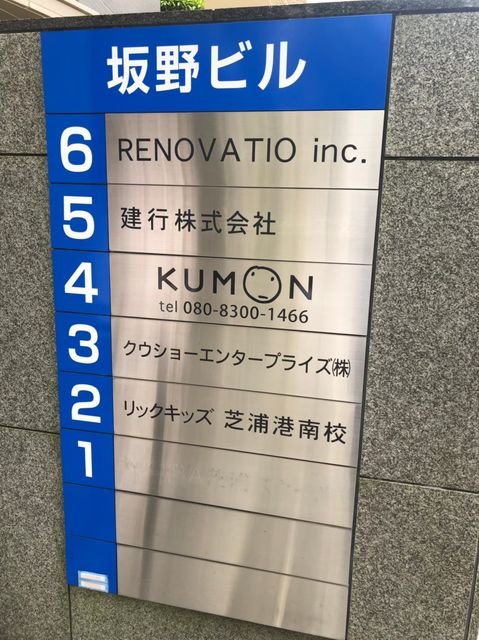 坂野ビル
6 RENOVATIO inc.
5 建行株式会社
4 KUMON
tel 080-8300-1466
3 クウショーエンタープライズ㈱
2 リックキッズ 芝浦港南校
1